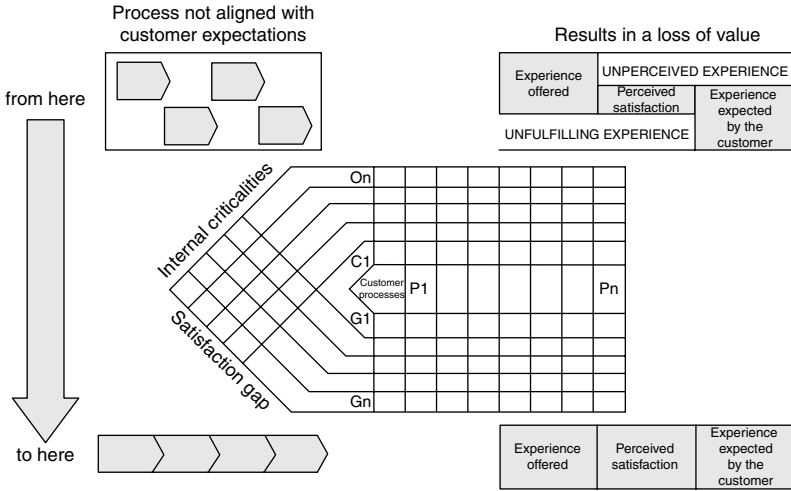 Process not aligned with
customer expectations
Results in a loss of value
from here
Experience
offered
UNPERCEIVED EXPERIENCE
Perceived
satisfaction
Experience
expected
by the
customer
UNFULFILLING EXPERIENCE
Internal criticalities
On
C1
Customer
processes
P1
Pn
G1
Satisfaction gap
Gn
to here
Experience
offered
Perceived
satisfaction
Experience
expected
by the
customer